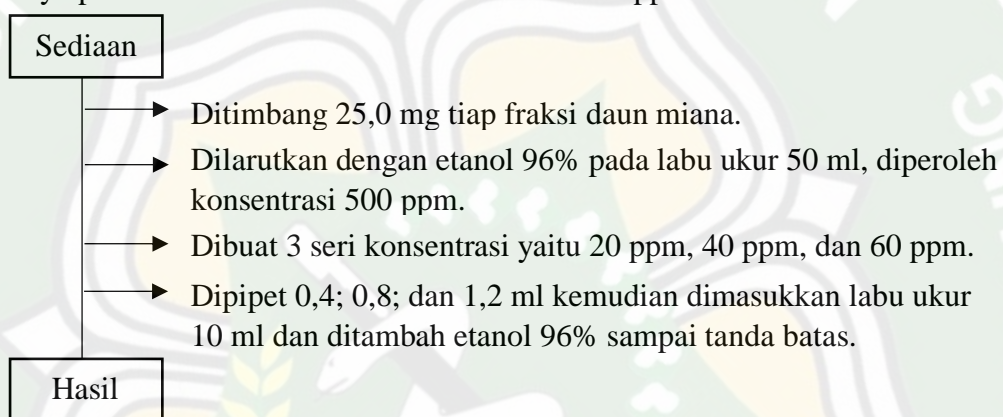 Sediaan
Ditimbang 25,0 mg tiap fraksi daun miana.
Dilarutkan dengan etanol 96% pada labu ukur 50 ml, diperoleh
konsentrasi 500 ppm.
Dibuat 3 seri konsentrasi yaitu 20 ppm, 40 ppm, dan 60 ppm.
Dipipet 0,4; 0,8; dan 1,2 ml kemudian dimasukkan labu ukur
10 ml dan ditambah etanol 96% sampai tanda batas.
Hasil